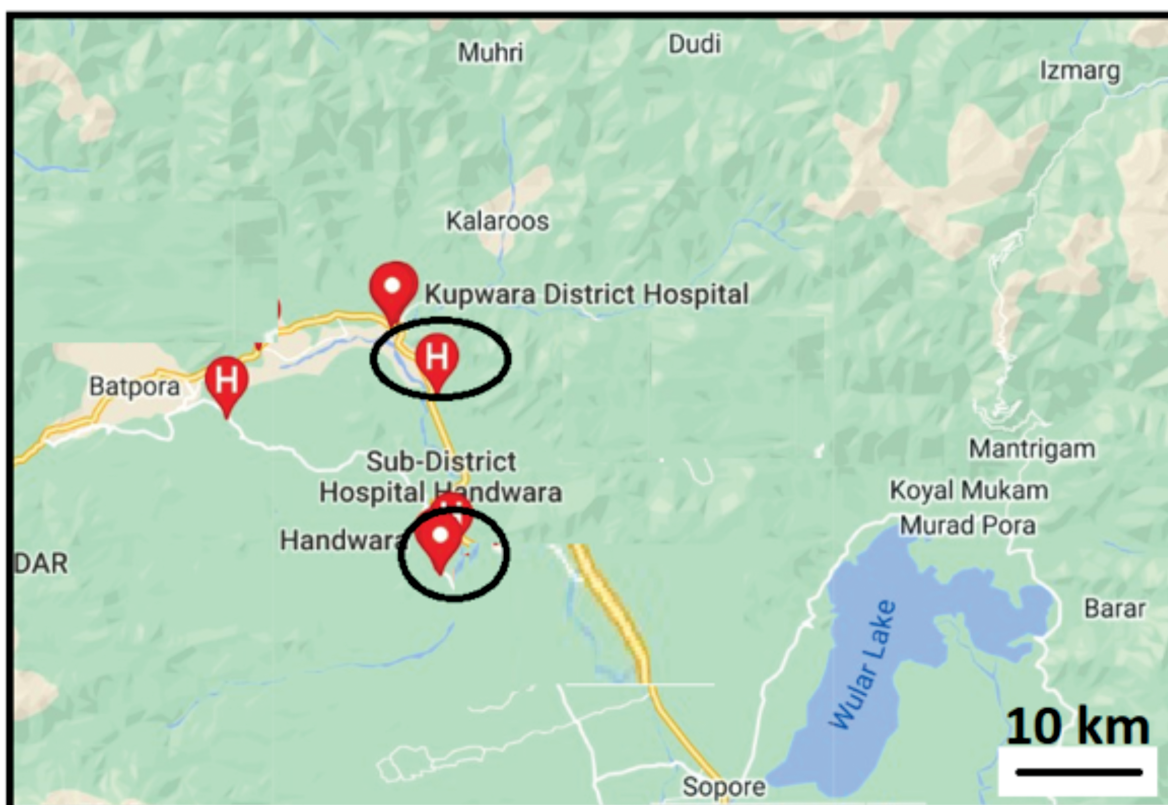 Muhri
Dudi
Izmarg
Kalaroos
Kupwara District Hospital
H
Batpora
H
Sub-District
Hospital Handwara
Handwara
DAR
Mantrigam
Koyal Mukam
Murad Pora
Barar
Wular Lake
10 km
Sopore